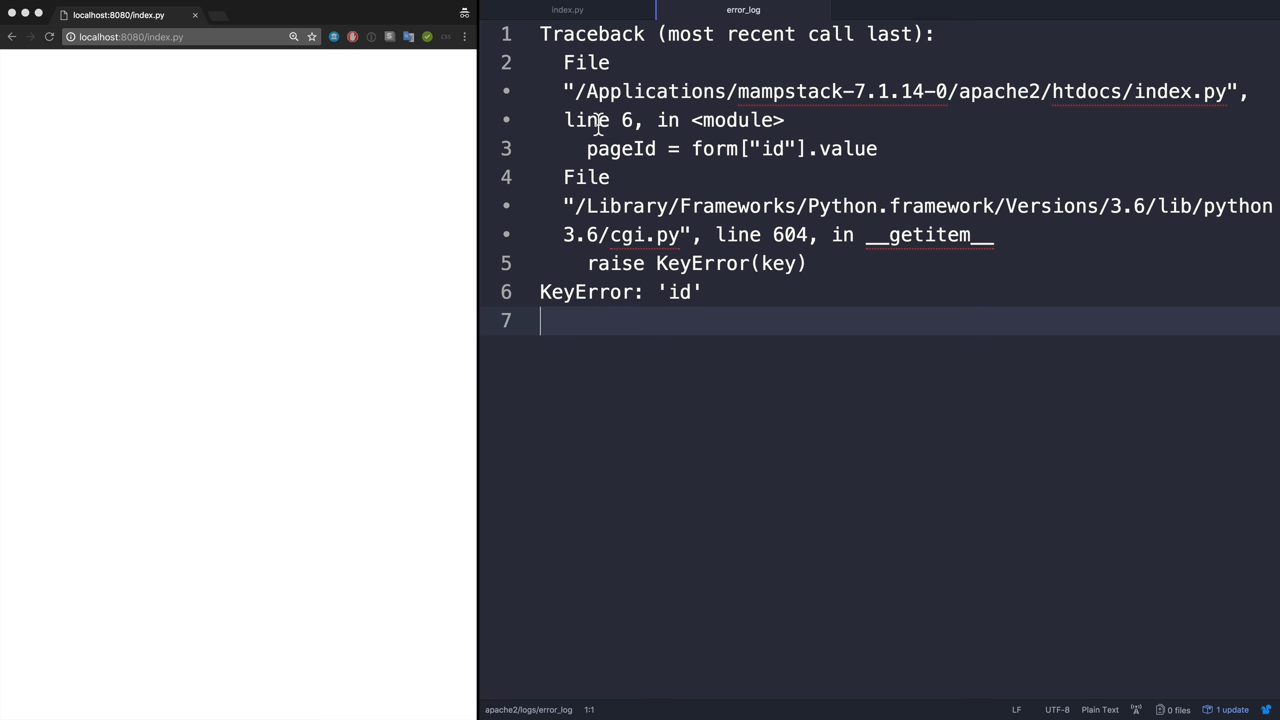 localhost:8080/index.py
localhost:8080/index.py
CSS
index.py
error_log
1 Traceback (most recent call last):
2 File
• "/Applications/mampstack-7.1.14-0/apache2/htdocs/index.py",
• line 6, in <module>
3 pageId = form["id"].value
4 File
• "/Library/Frameworks/Python.framework/Versions/3.6/lib/python
• 3.6/cgi.py", line 604, in __getitem__
5 raise KeyError(key)
6 KeyError: 'id'
7
apache2/logs/error_log 1:1 LF UTF-8 Plain Text 0 files 1 update